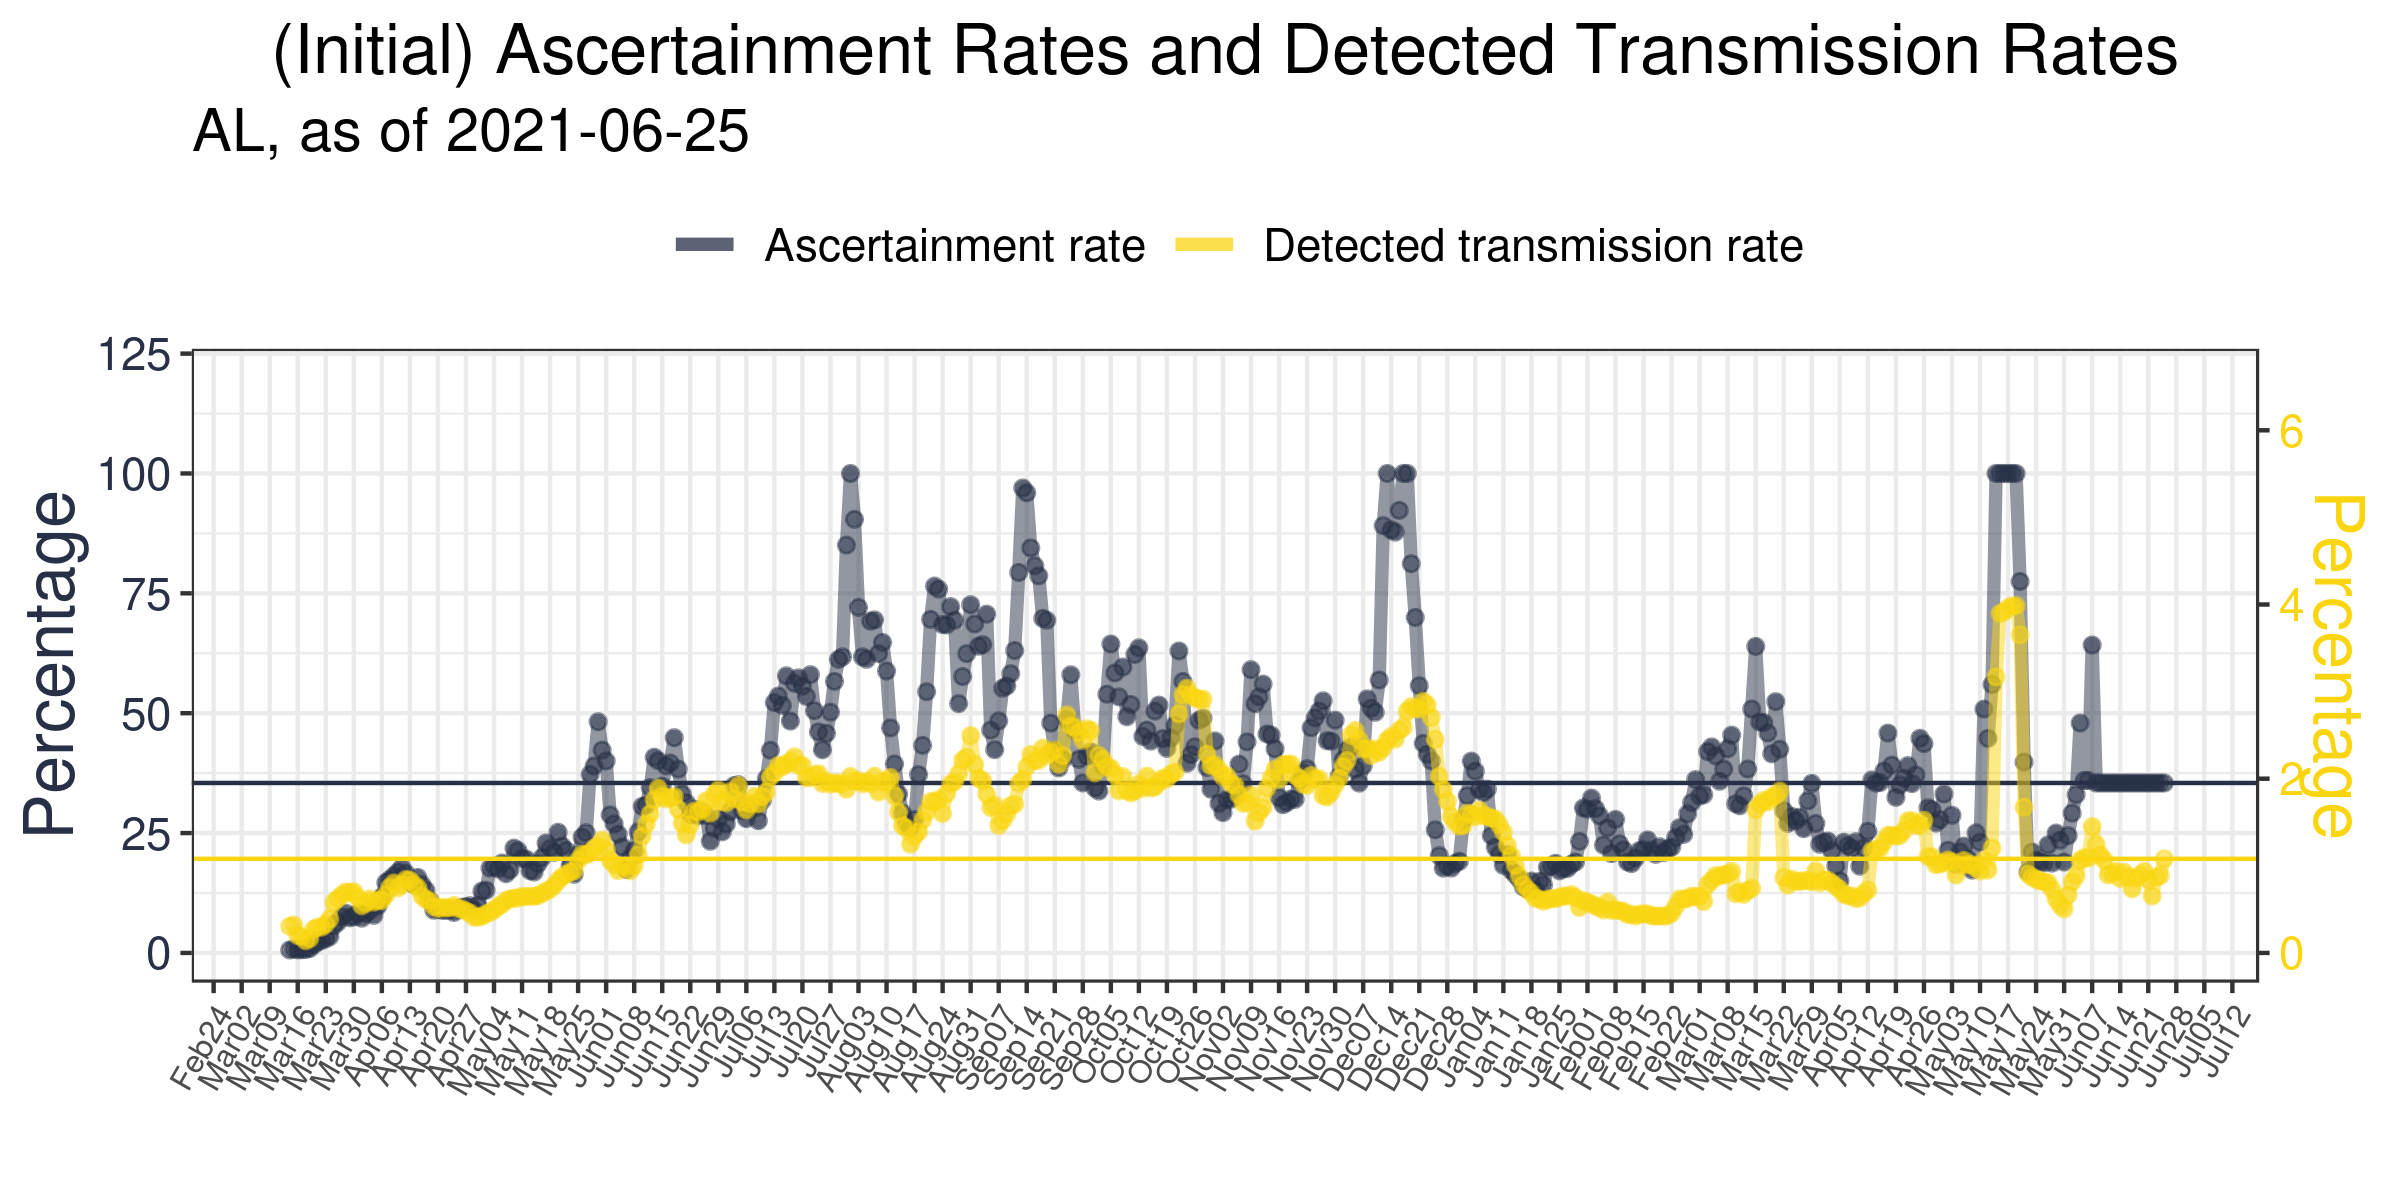 (Initial) Ascertainment Rates and Detected Transmission Rates
AL, as of 2021-06-25
Ascertainment rate Detected transmission rate
Percentage
125
100
75
50
25
0
6
4
2
0
Percentage
Feb24 Mar02 Mar09 Mar16 Mar23 Mar30 Apr06 Apr13 Apr20 Apr27 May04 May11 May18 May25 Jun01 Jun08 Jun15 Jun22 Jun29 Jul06 Jul13 Jul20 Jul27 Aug03 Aug10 Aug17 Aug24 Aug31 Sep07 Sep14 Sep21 Sep28 Oct05 Oct12 Oct19 Oct26 Nov02 Nov09 Nov16 Nov23 Nov30 Dec07 Dec14 Dec21 Dec28 Jan04 Jan11 Jan18 Jan25 Feb01 Feb08 Feb15 Feb22 Mar01 Mar08 Mar15 Mar22 Mar29 Apr05 Apr12 Apr19 Apr26 May03 May10 May17 May24 May31 Jun07 Jun14 Jun21 Jun28 Jul05 Jul12